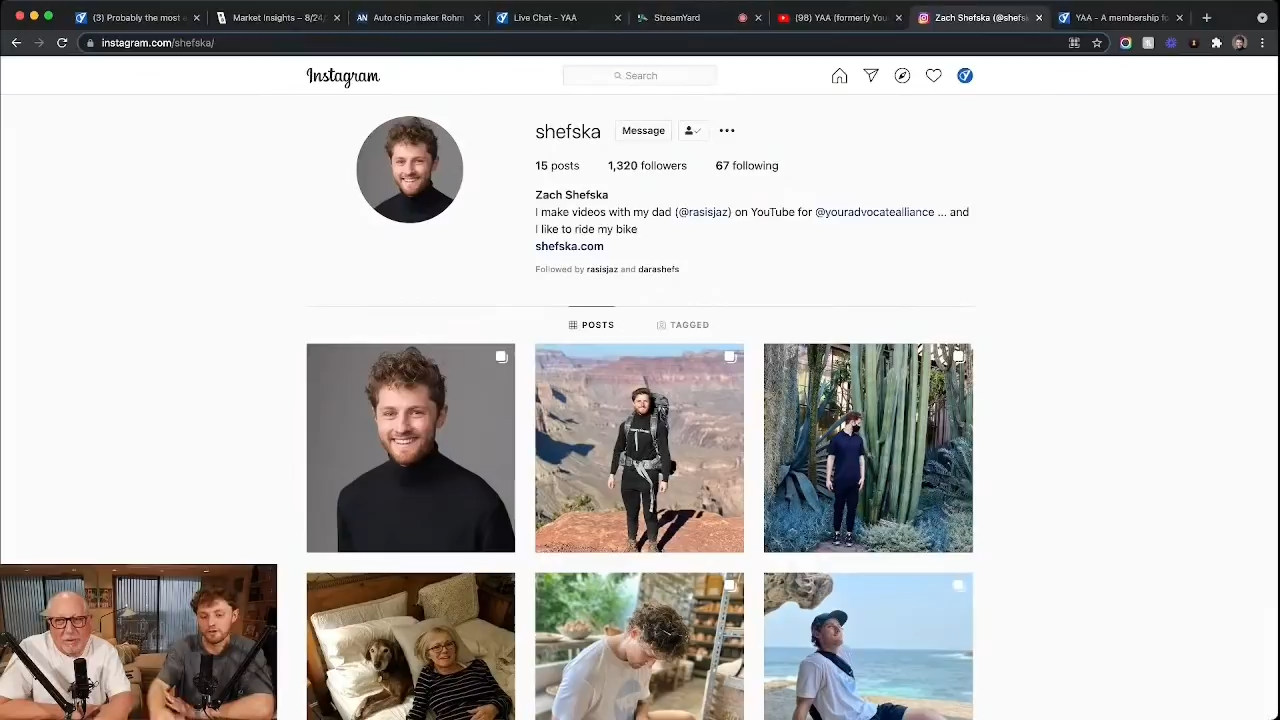 (3) Probably the most
Market Insights – 8/24/
Auto chip maker Rohm
Live Chat - YAA
StreamYard
(98) YAA (formerly You
Zach Shefska (@shefs
YAA - A membership fo
instagram.com/shefska/
Instagram
Search
shefska
Message
15 posts
1,320 followers
67 following
Zach Shefska
I make videos with my dad (@rasisjaz) on YouTube for @youradvocatealliance ... and
I like to ride my bike
shefska.com
Followed by rasisjaz and darashefs
POSTS
TAGGED